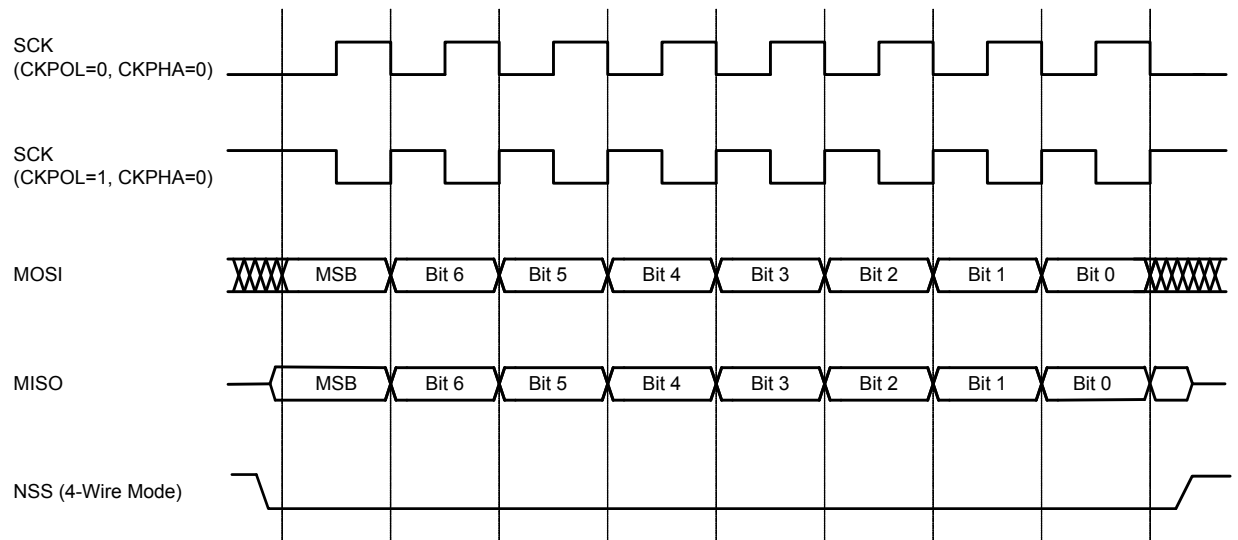 SCK
(CKPOL=0, CKPHA=0)
SCK
(CKPOL=1, CKPHA=0)
MOSI MSB Bit 6 Bit 5 Bit 4 Bit 3 Bit 2 Bit 1 Bit 0
MISO MSB Bit 6 Bit 5 Bit 4 Bit 3 Bit 2 Bit 1 Bit 0
NSS (4-Wire Mode)